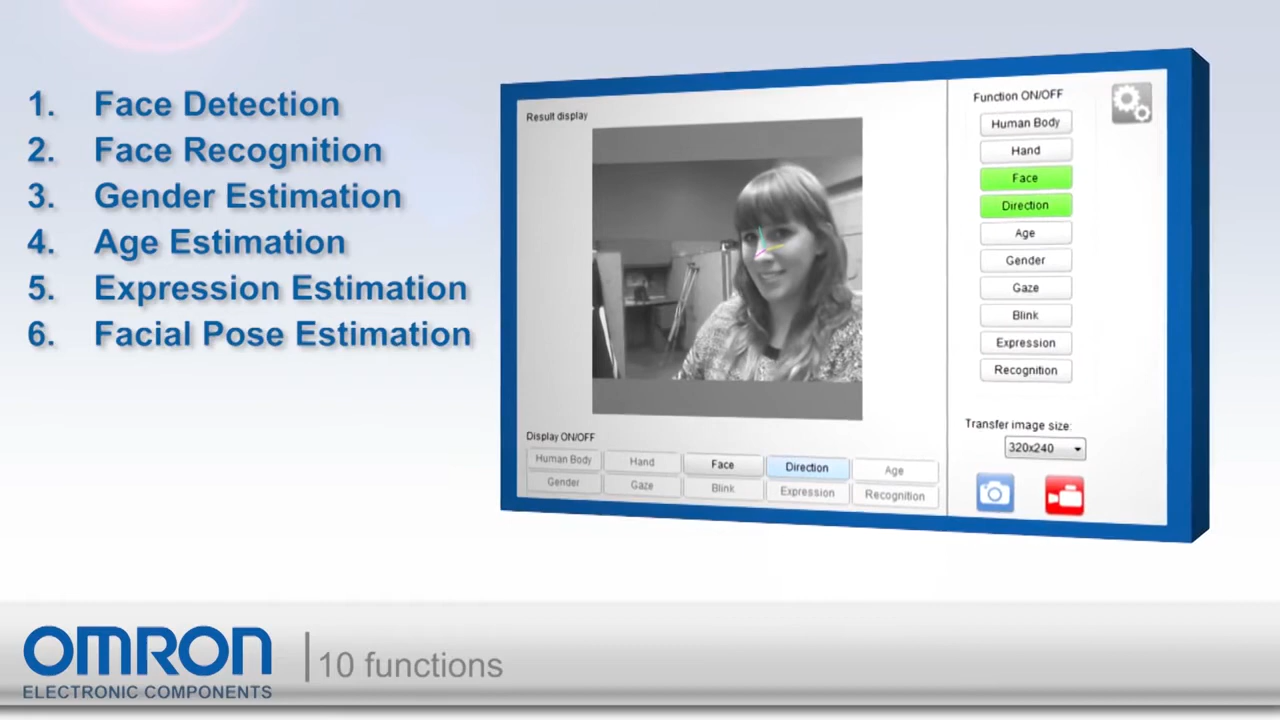 1. Face Detection
2. Face Recognition
3. Gender Estimation
4. Age Estimation
5. Expression Estimation
6. Facial Pose Estimation
Result display
Function ON/OFF
Human Body
Hand
Face
Direction
Age
Gender
Gaze
Blink
Expression
Recognition
Transfer image size:
320x240
Display ON/OFF
Human Body Hand Face Direction Age
Gender Gaze Blink Expression Recognition
OMRON
ELECTRONIC COMPONENTS
10 functions